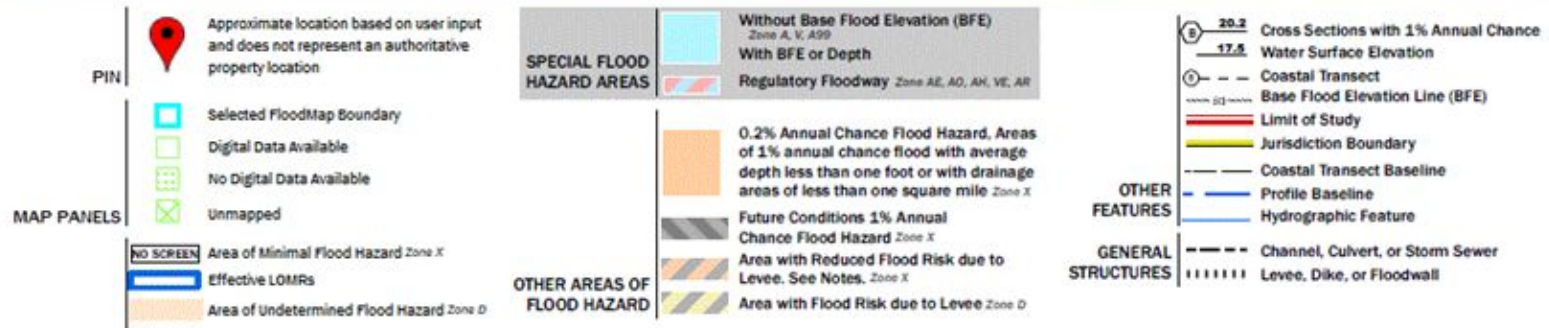 PIN
Approximate location based on user input
and does not represent an authoritative
property location
MAP PANELS
Selected FloodMap Boundary
Digital Data Available
No Digital Data Available
Unmapped
NO SCREEN Area of Minimal Flood Hazard Zone X
Effective LOMRs
Area of Undetermined Flood Hazard Zone D
SPECIAL FLOOD
HAZARD AREAS
Without Base Flood Elevation (BFE)
Zone A, V, A99
With BFE or Depth
Regulatory Floodway Zone AE, AO, AH, VE, AR
OTHER AREAS OF
FLOOD HAZARD
0.2% Annual Chance Flood Hazard, Areas
of 1% annual chance flood with average
depth less than one foot or with drainage
areas of less than one square mile Zone X
Future Conditions 1% Annual
Chance Flood Hazard Zone X
Area with Reduced Flood Risk due to
Levee. See Notes. Zone X
Area with Flood Risk due to Levee Zone D
OTHER
FEATURES
20.2 Cross Sections with 1% Annual Chance
17.5 Water Surface Elevation
Coastal Transect
Base Flood Elevation Line (BFE)
Limit of Study
Jurisdiction Boundary
Coastal Transect Baseline
Profile Baseline
Hydrographic Feature
GENERAL
STRUCTURES
Channel, Culvert, or Storm Sewer
Levee, Dike, or Floodwall